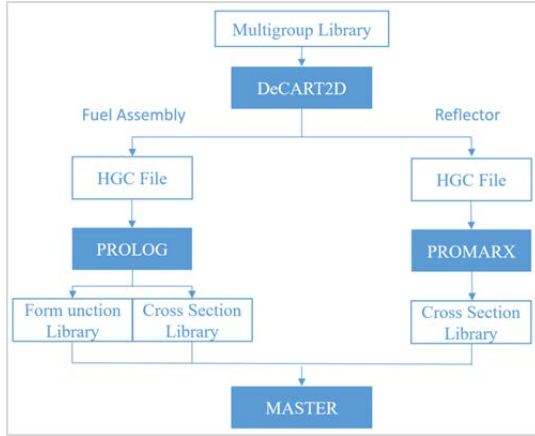 Multigroup Library
DeCART2D
Fuel Assembly
Reflector
HGC File
HGC File
PROLOG
PROMARX
Form unction
Library
Cross Section
Library
Cross Section
Library
MASTER